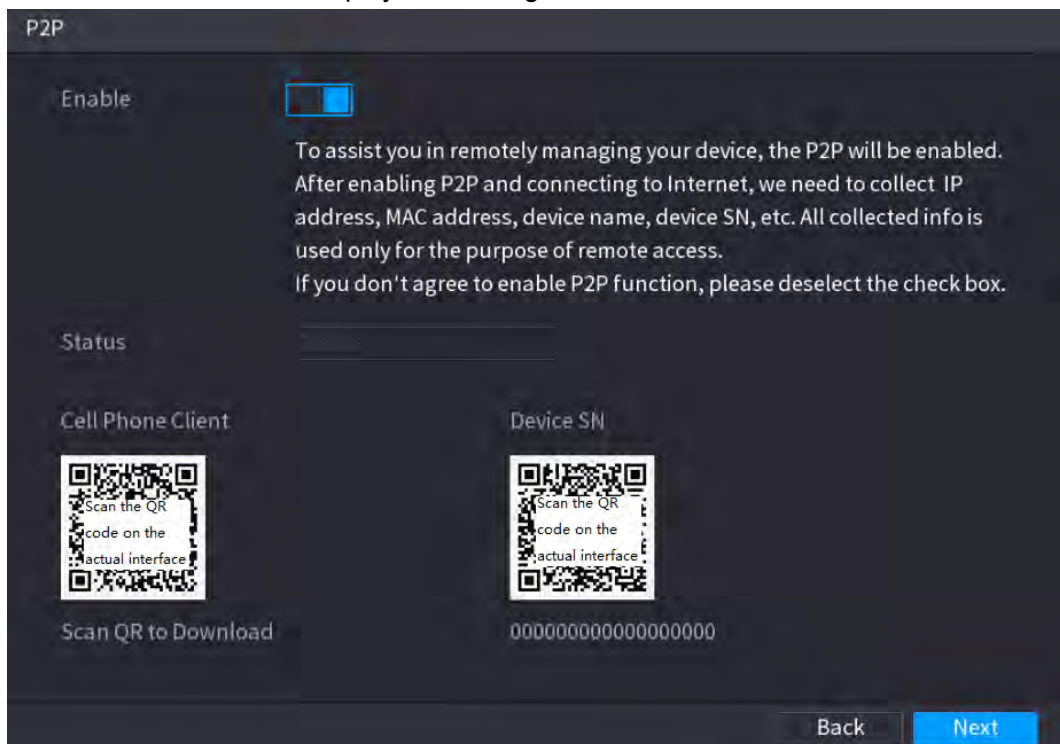 P2P
Enable
To assist you in remotely managing your device, the P2P will be enabled.
After enabling P2P and connecting to Internet, we need to collect IP
address, MAC address, device name, device SN, etc. All collected info is
used only for the purpose of remote access.
If you don't agree to enable P2P function, please deselect the check box.
Status
Cell Phone Client
Device SN
Scan the QR
code on the
actual interface
Scan the QR
code on the
actual interface
Scan QR to Download
000000000000000000
Back
Next